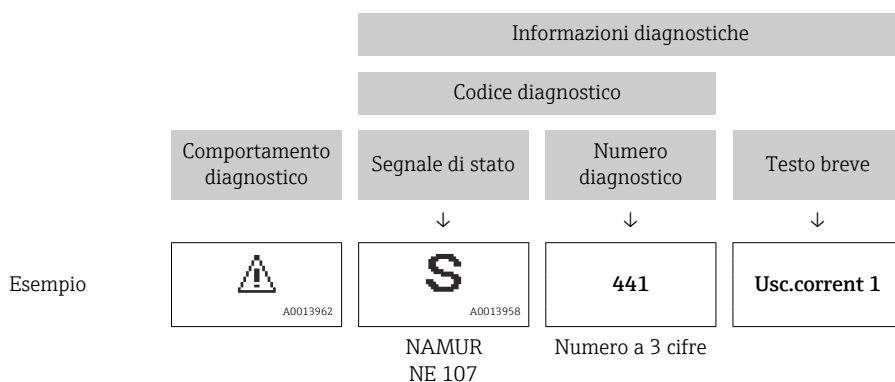 Informazioni diagnostiche
Codice diagnostico
Comportamento
diagnostico
Segnale di stato
Numero
diagnostico
Testo breve
↓ ↓ ↓
Esempio
A0013962
S
A0013958
441
Usc.corrent 1
NAMUR
NE 107
Numero a 3 cifre